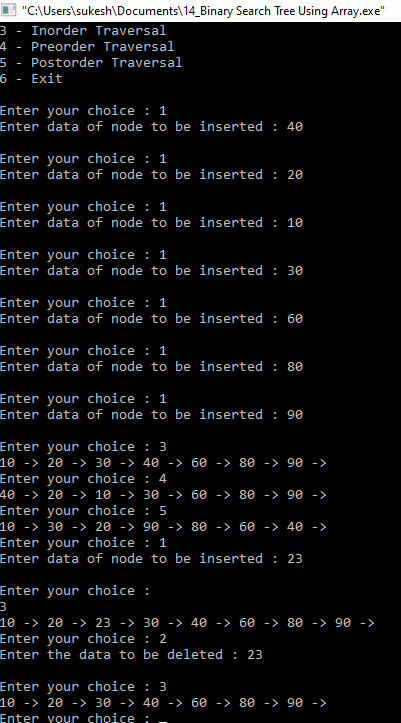 "C:\Users\sukesh\Documents\14_Binary Search Tree Using Array.exe"
3 - Inorder Traversal
4 - Preorder Traversal
5 - Postorder Traversal
6 - Exit
Enter your choice : 1
Enter data of node to be inserted : 40
Enter your choice : 1
Enter data of node to be inserted : 20
Enter your choice : 1
Enter data of node to be inserted : 10
Enter your choice : 1
Enter data of node to be inserted : 30
Enter your choice : 1
Enter data of node to be inserted : 60
Enter your choice : 1
Enter data of node to be inserted : 80
Enter your choice : 1
Enter data of node to be inserted : 90
Enter your choice : 3
10 -> 20 -> 30 -> 40 -> 60 -> 80 -> 90 ->
Enter your choice : 4
40 -> 20 -> 10 -> 30 -> 60 -> 80 -> 90 ->
Enter your choice : 5
10 -> 30 -> 20 -> 90 -> 80 -> 60 -> 40 ->
Enter your choice : 1
Enter data of node to be inserted : 23
Enter your choice :
3
10 -> 20 -> 23 -> 30 -> 40 -> 60 -> 80 -> 90 ->
Enter your choice : 2
Enter the data to be deleted : 23
Enter your choice : 3
10 -> 20 -> 30 -> 40 -> 60 -> 80 -> 90 ->
Enter your choice : _